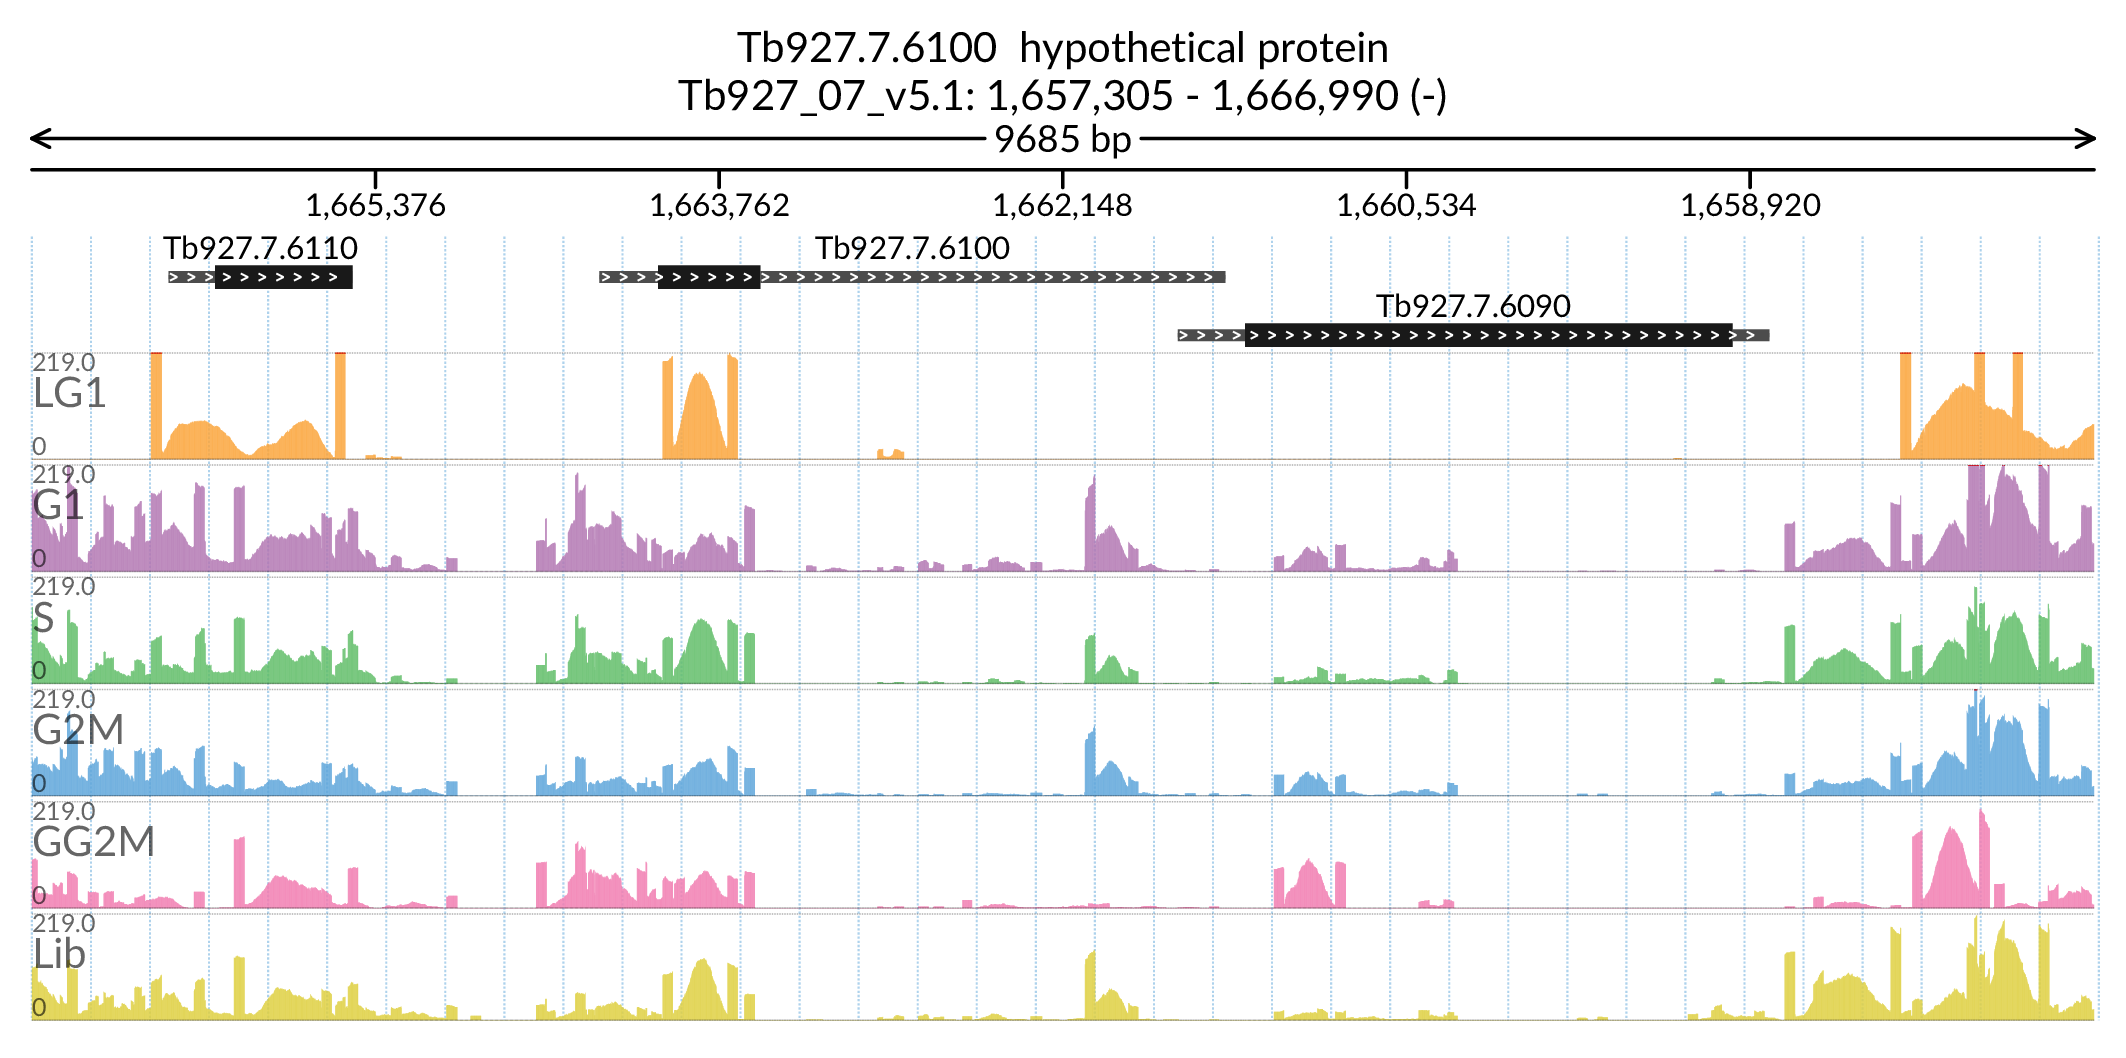 Tb927.7.6100 hypothetical protein
Tb927_07_v5.1: 1,657,305 - 1,666,990 (-)
9685 bp
1,665,376 1,663,762 1,662,148 1,660,534 1,658,920
Tb927.7.6110 Tb927.7.6100
Tb927.7.6090
219.0
LG1
0
219.0
G1
0
219.0
S
0
219.0
G2M
0
219.0
GG2M
0
219.0
Lib
0